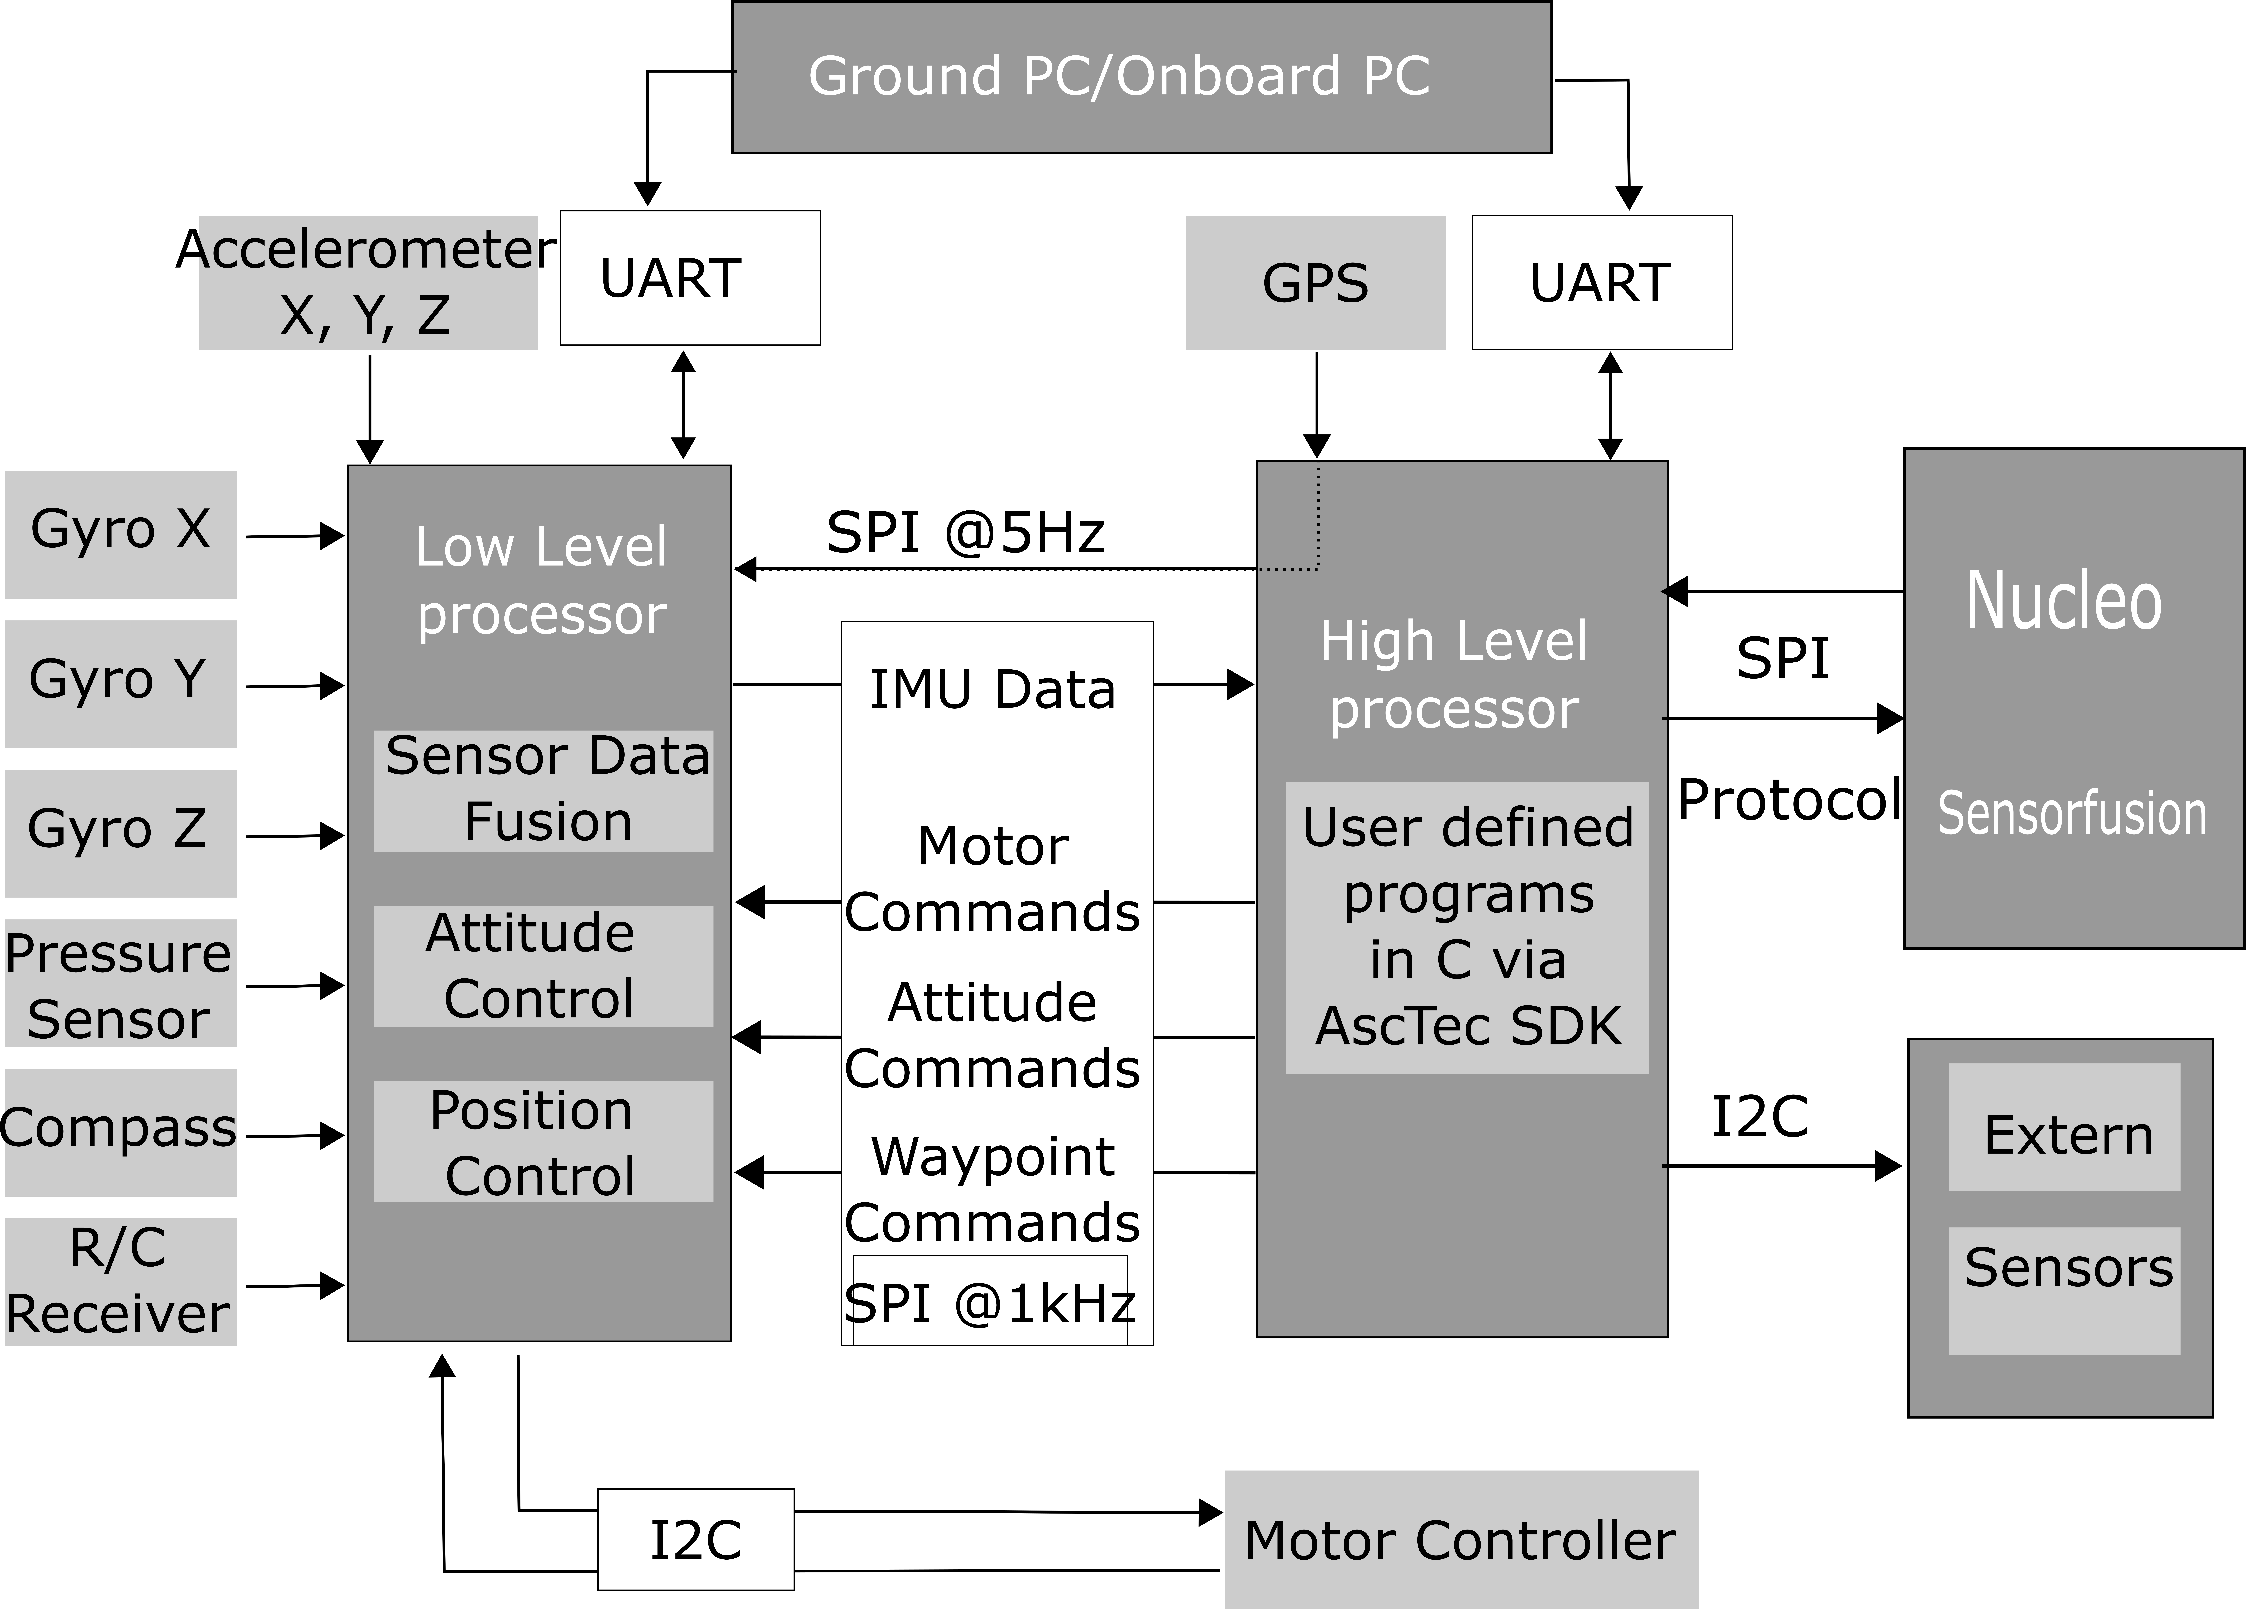 Ground PC/Onboard PC
Accelerometer
X, Y, Z
UART
GPS
UART
Gyro X
Gyro Y
Gyro Z
Pressure
Sensor
Compass
R/C
Receiver
Low Level
processor
Sensor Data
Fusion
Attitude
Control
Position
Control
SPI @5Hz
IMU Data
Motor
Commands
Attitude
Commands
Waypoint
Commands
SPI @1kHz
High Level
processor
User defined
programs
in C via
AscTec SDK
SPI
Protocol
Nucleo
Sensorfusion
I2C
Extern
Sensors
I2C
Motor Controller